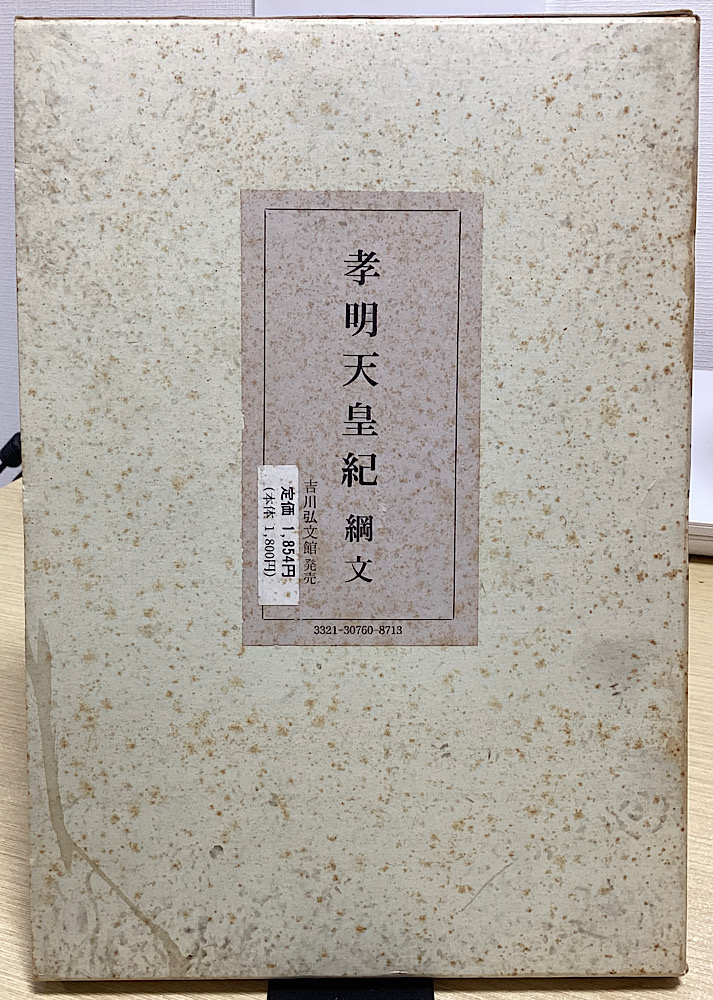 孝明天皇紀 綱文
吉川弘文館 発売
定価 1,854円
(本体 1,800円)
3321-30760-8713